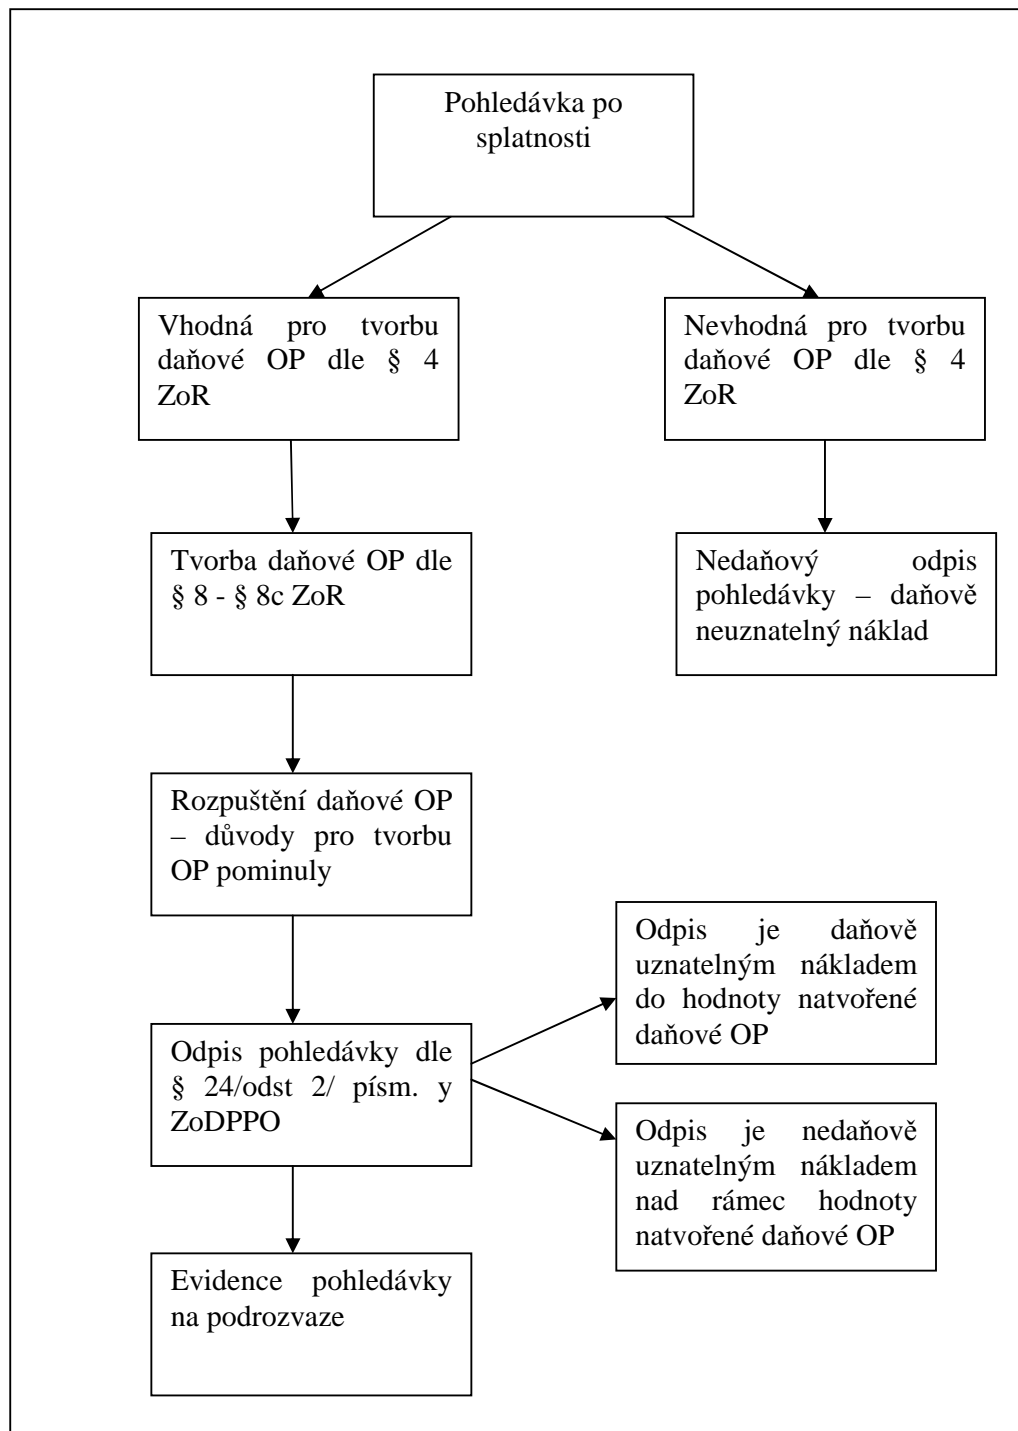 Pohledávka po
splatnosti
Vhodná pro tvorbu
daňové OP dle § 4
ZoR
Nevhodná pro tvorbu
daňové OP dle § 4
ZoR
Tvorba daňové OP dle
§ 8 - § 8c ZoR
Nedaňový odpis
pohledávky – daňově
neuznatelný náklad
Rozpuštění daňové OP
– důvody pro tvorbu
OP pominuly
Odpis je daňově
uznatelným nákladem
do hodnoty natvořené
daňové OP
Odpis pohledávky dle
§ 24/odst 2/ písm. y
ZoDPPO
Odpis je nedaňově
uznatelným nákladem
nad rámec hodnoty
natvořené daňové OP
Evidence pohledávky
na podrozvaze